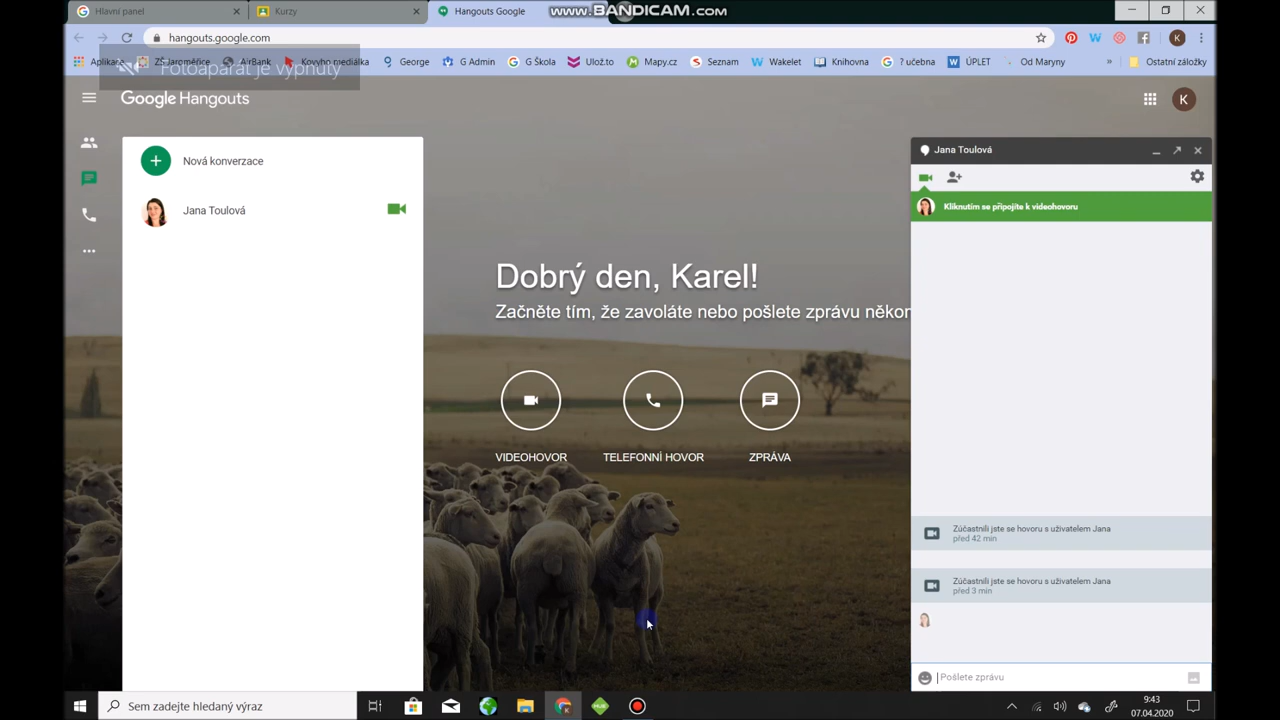 Hlavní panel
Kurzy
Hangouts Google
www.BANDICAM.com
hangouts.google.com
K
Aplikace
ZŠ Jaroměřice
AirBank
Kovyho mediálka
George
G Admin
G Škola
Ulož.to
Mapy.cz
Seznam
Wakelet
Knihovna
? učebna
ÚPLET
Od Maryny
»
Ostatní záložky
Fotoaparát je vypnutý
Google Hangouts
K
Nová konverzace
Jana Toulová
Dobrý den, Karel!
Začněte tím, že zavoláte nebo pošlete zprávu někom
VIDEOHOVOR
TELEFONNÍ HOVOR
ZPRÁVA
Jana Toulová
Kliknutím se připojíte k videohovoru
Zúčastnili jste se hovoru s uživatelem Jana
před 42 min
Zúčastnili jste se hovoru s uživatelem Jana
před 3 min
Pošlete zprávu
Sem zadejte hledaný výraz
9:43
07.04.2020